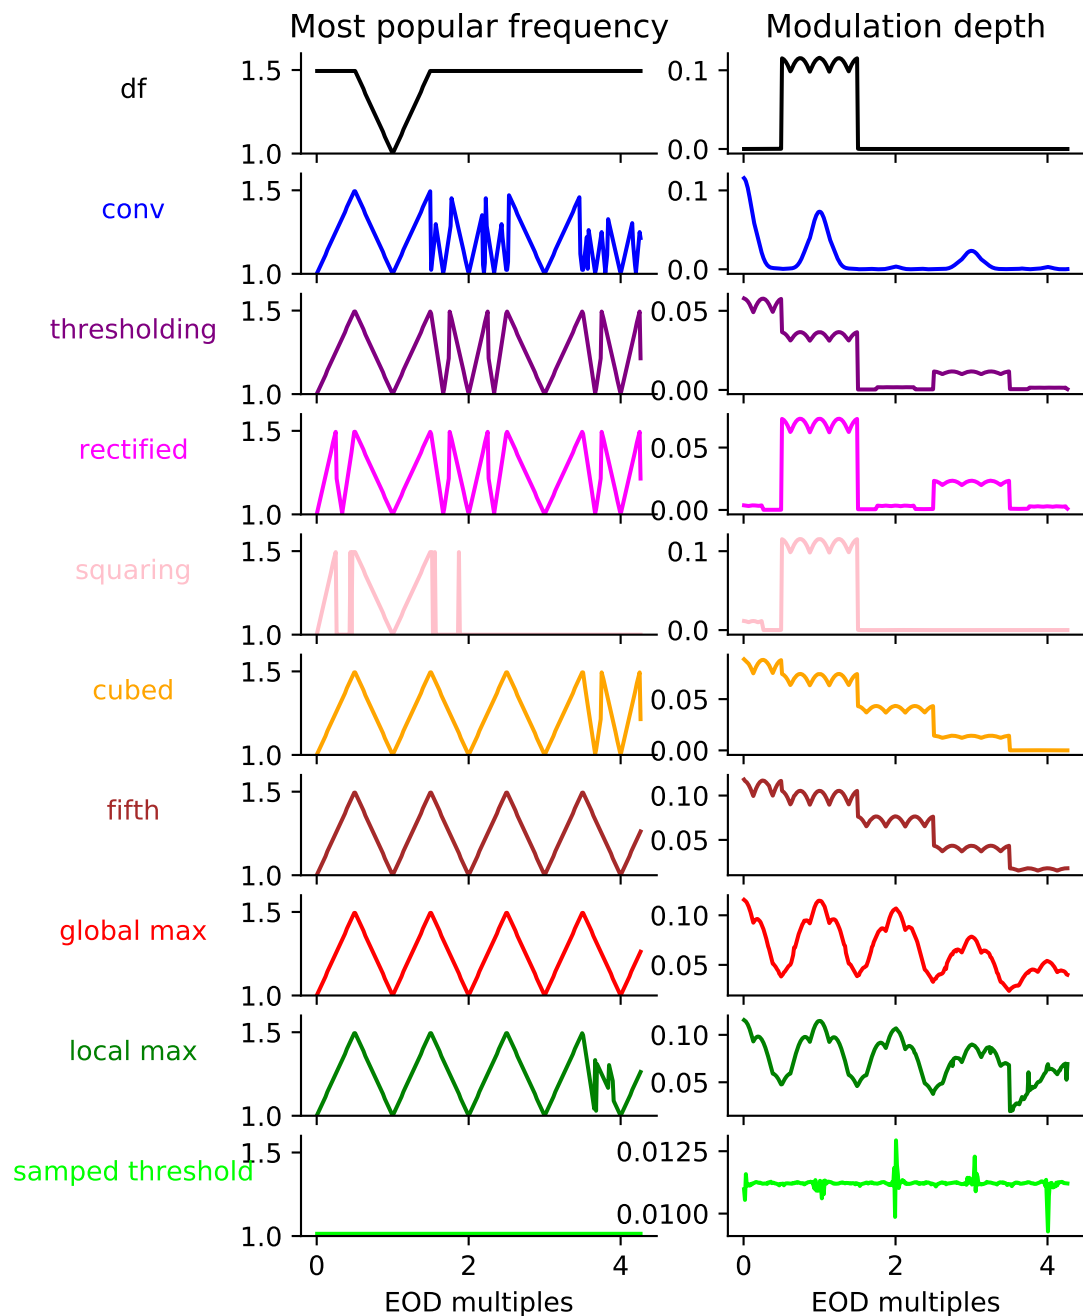 Most popular frequency Modulation depth
df 1.5 1.0 0.1 0.0
conv 1.5 1.0 0.1 0.0
thresholding 1.5 1.0 0.05 0.00
rectified 1.5 1.0 0.05 0.00
squaring 1.5 1.0 0.1 0.0
cubed 1.5 1.0 0.05 0.00
fifth 1.5 1.0 0.10 0.05
global max 1.5 1.0 0.10 0.05
local max 1.5 1.0 0.10 0.05
samped threshold 1.5 1.0 0.0125 0.0100
0 2 4 0 2 4
EOD multiples EOD multiples